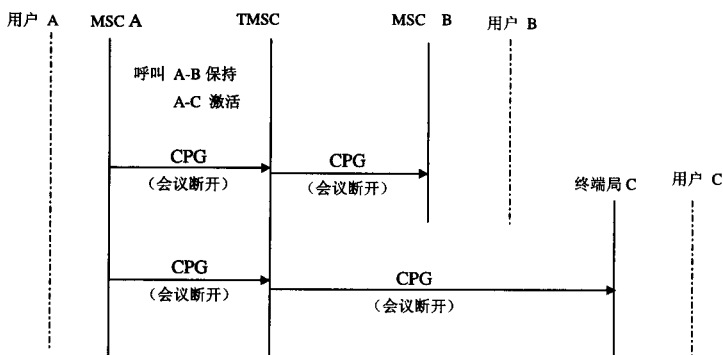 用户 A MSC A TMSC MSC B 用户 B
呼叫 A-B 保持
A-C 激活
CPG CPG
(会议断开) (会议断开)
终端局 C 用户 C
CPG CPG
(会议断开) (会议断开)